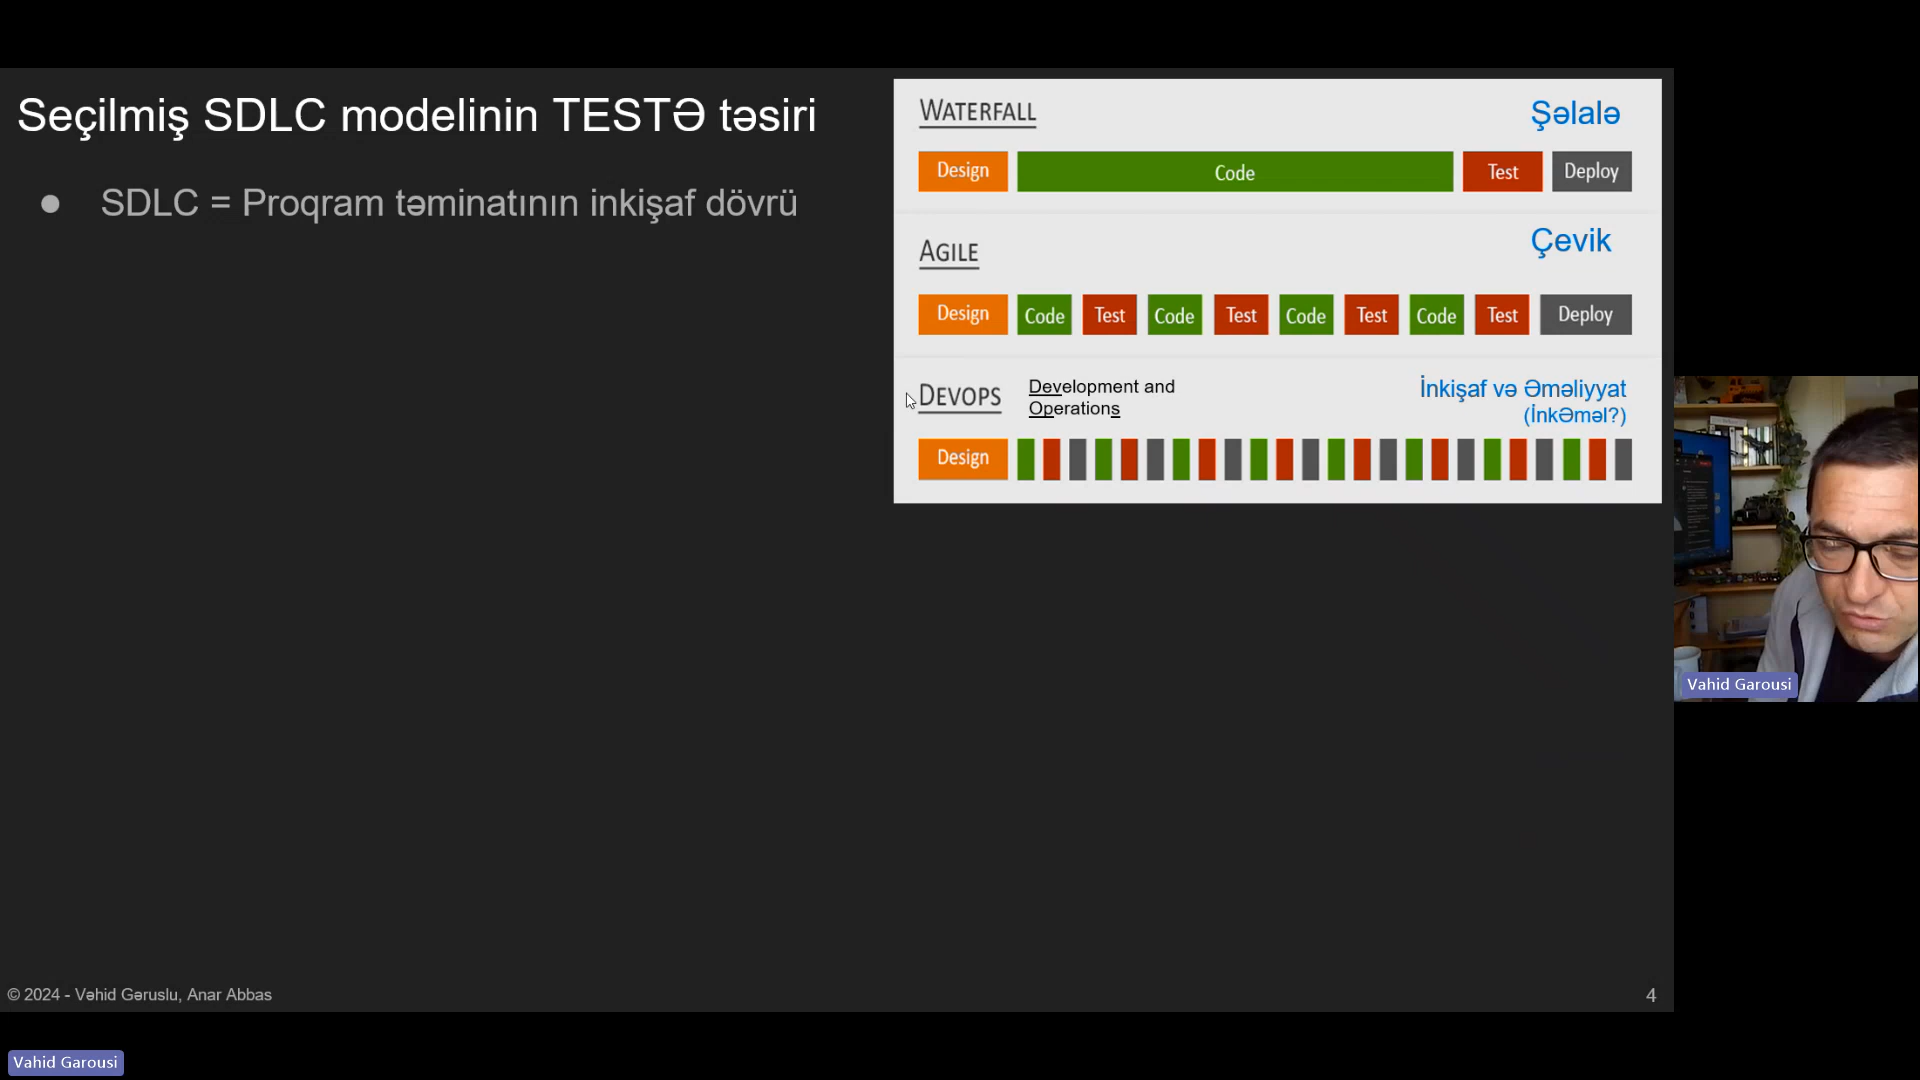 Seçilmiş SDLC modelinin TESTƏ təsiri
● SDLC = Proqram təminatının inkişaf dövrü
WATERFALL
Şəlalə
Design Code Test Deploy
AGILE
Çevik
Design Code Test Code Test Code Test Code Test Deploy
DEVOPS
Development and
Operations
İnkişaf və Əməliyyat
(İnkƏməl?)
Design
Vahid Garousi
© 2024 - Vəhid Gəruslu, Anar Abbas
4
Vahid Garousi